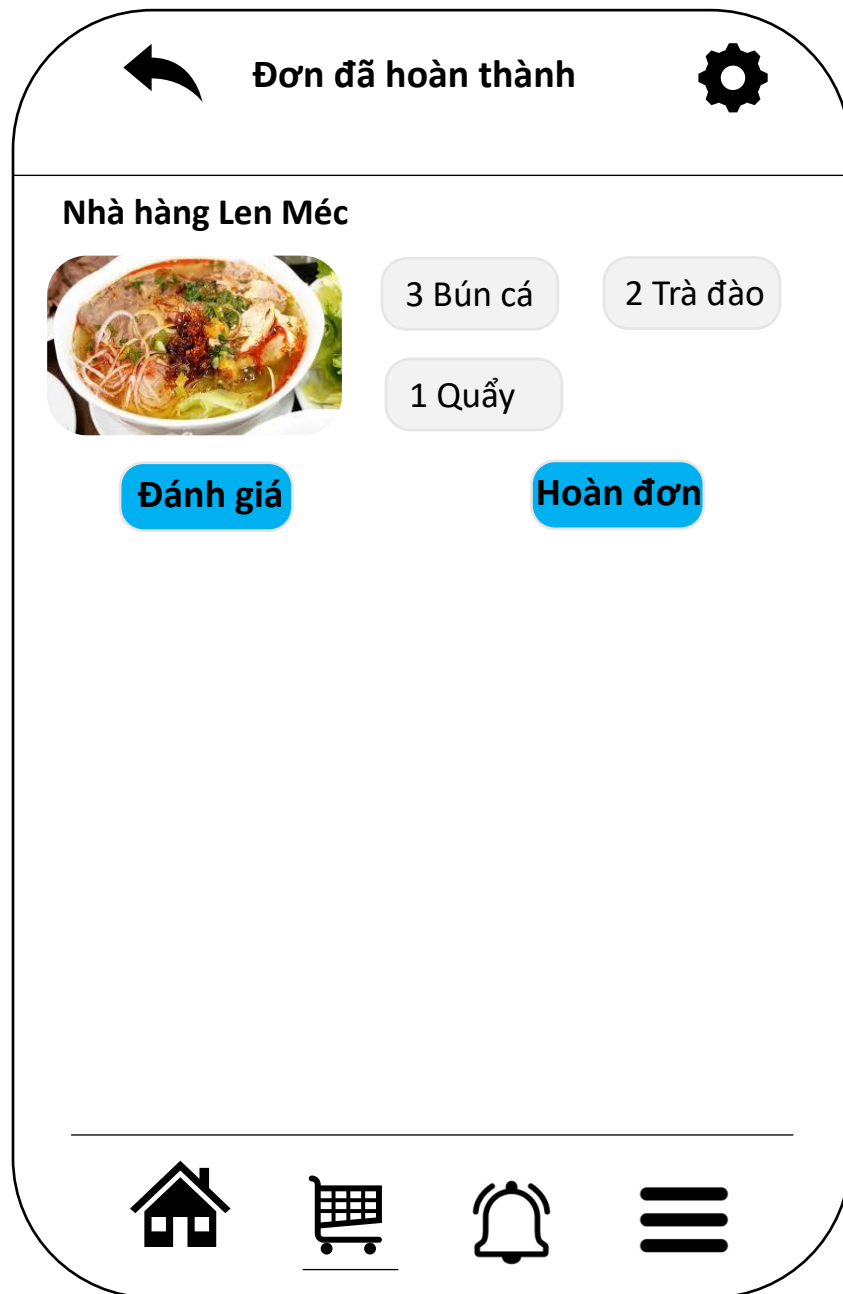 Đơn đã hoàn thành
Nhà hàng Len Méc
3 Bún cá
2 Trà đào
1 Quẩy
Đánh giá
Hoàn đơn